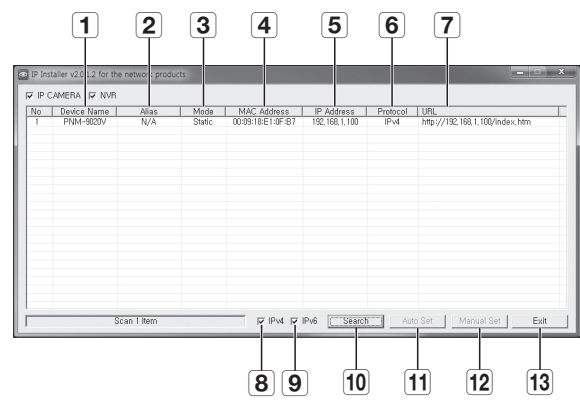 1 2 3 4 5 6 7
IP Installer v2.0.1.2 for the network products
IP CAMERA NVR
No Device Name Alias Mode MAC Address IP Address Protocol URL
1 PNM-9020V N/A Static 00:09:18:E1:0F:B7 192,168,1,100 IPv4 http://192,168,1,100/index,htm
Scan 1 Item IPv4 IPv6 Search Auto Set Manual Set Exit
8 9 10 11 12 13